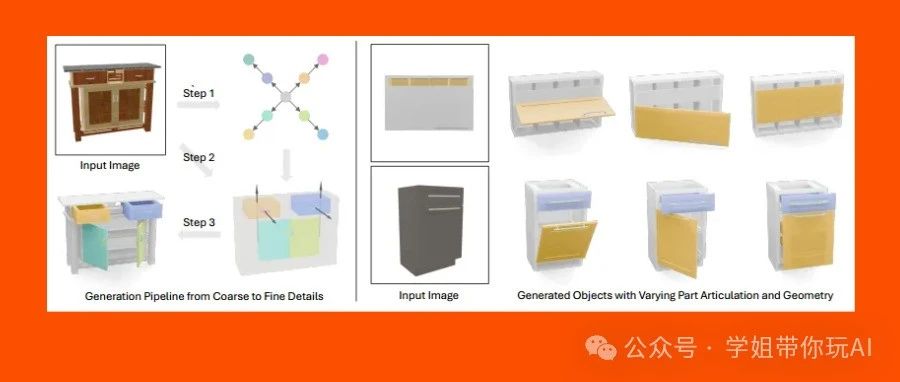 Step 1
Input Image
Step 2
Step 3
Generation Pipeline from Coarse to Fine Details
Input Image
Generated Objects with Varying Part Articulation and Geometry
公众号 · 学姐带你玩AI